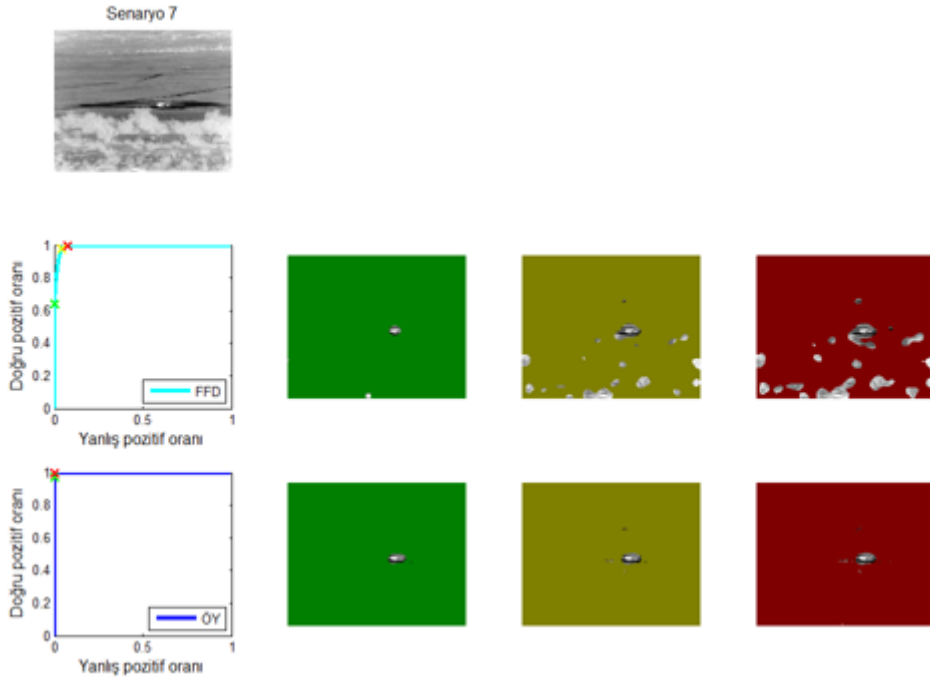 Senaryo 7
1
0.8
0.6
0.4
0.2
0
Doğru pozitif oranı
FFD
0 0.5 1
Yanlış pozitif oranı
1
0.8
0.6
0.4
0.2
0
Doğru pozitif oranı
ÖY
0 0.5 1
Yanlış pozitif oranı